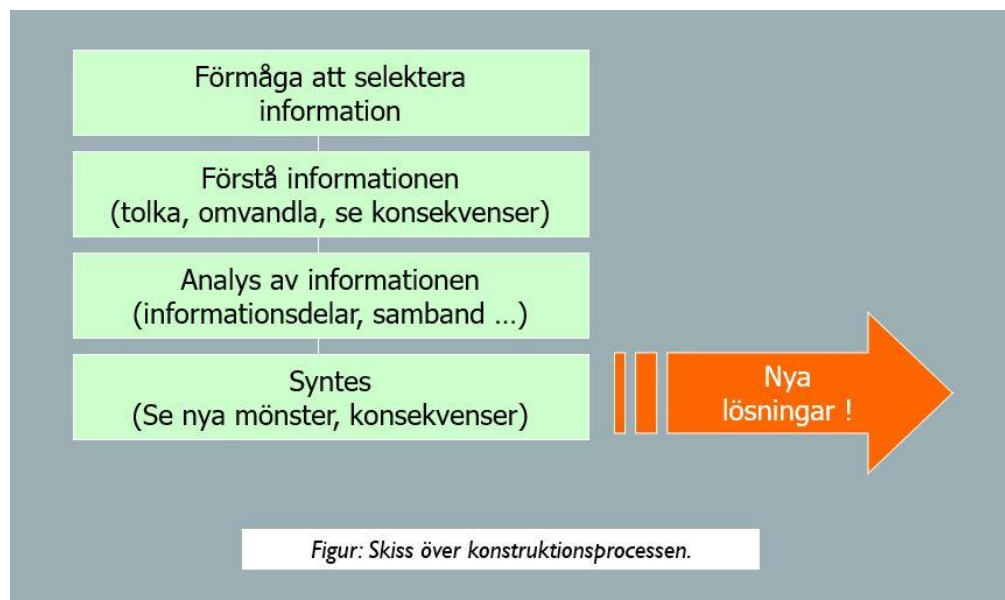 Förmåga att selektera
information
Förstå informationen
(tolka, omvandla, se konsekvenser)
Analys av informationen
(informationsdelar, samband ...)
Syntes
(Se nya mönster, konsekvenser)
Nya
lösningar !
Figur: Skiss över konstruktionsprocessen.